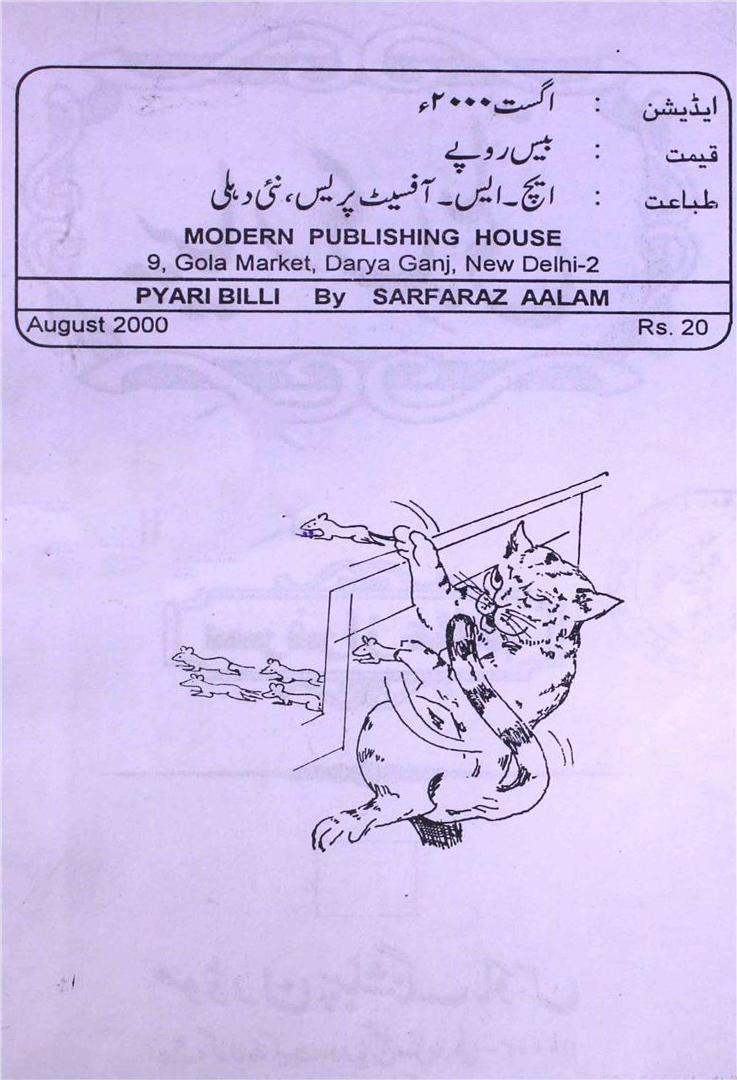 ایڈیشن : اگست ۲۰۰۰ء
قیمت : بیس روپے
طباعت : ایچ۔ ایس۔ آفسیٹ پریس، نئی دہلی
MODERN PUBLISHING HOUSE
9, Gola Market, Darya Ganj, New Delhi-2
PYARI BILLI By SARFARAZ AALAM
August 2000 Rs. 20